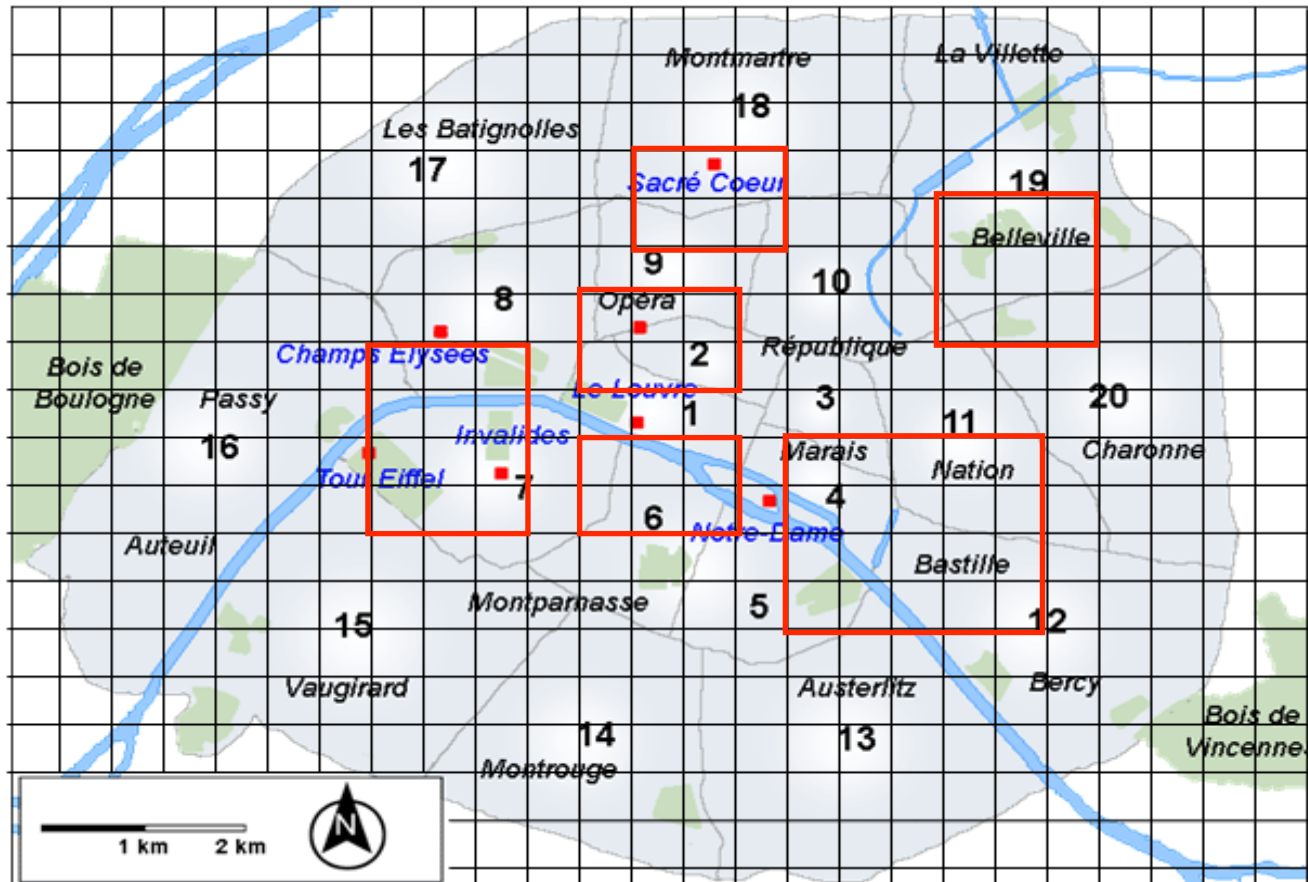 La Villette
Montmartre
18
Les Batignolles
17
Sacré Coeur
19
Belleville
9
10
8
Opéra
Champs Elysées
2
République
Bois de
Boulogne
Passy
Le Louvre
1
3
20
11
16
Invalides
Marais
Charonne
Nation
Tour Eiffel
7
4
6
Notre-Dame
Auteuil
Bastille
Montparnasse
5
15
12
Vaugirard
Austerlitz
Bercy
Bois de
Vincennes
14
13
Montrouge
N
1 km 2 km